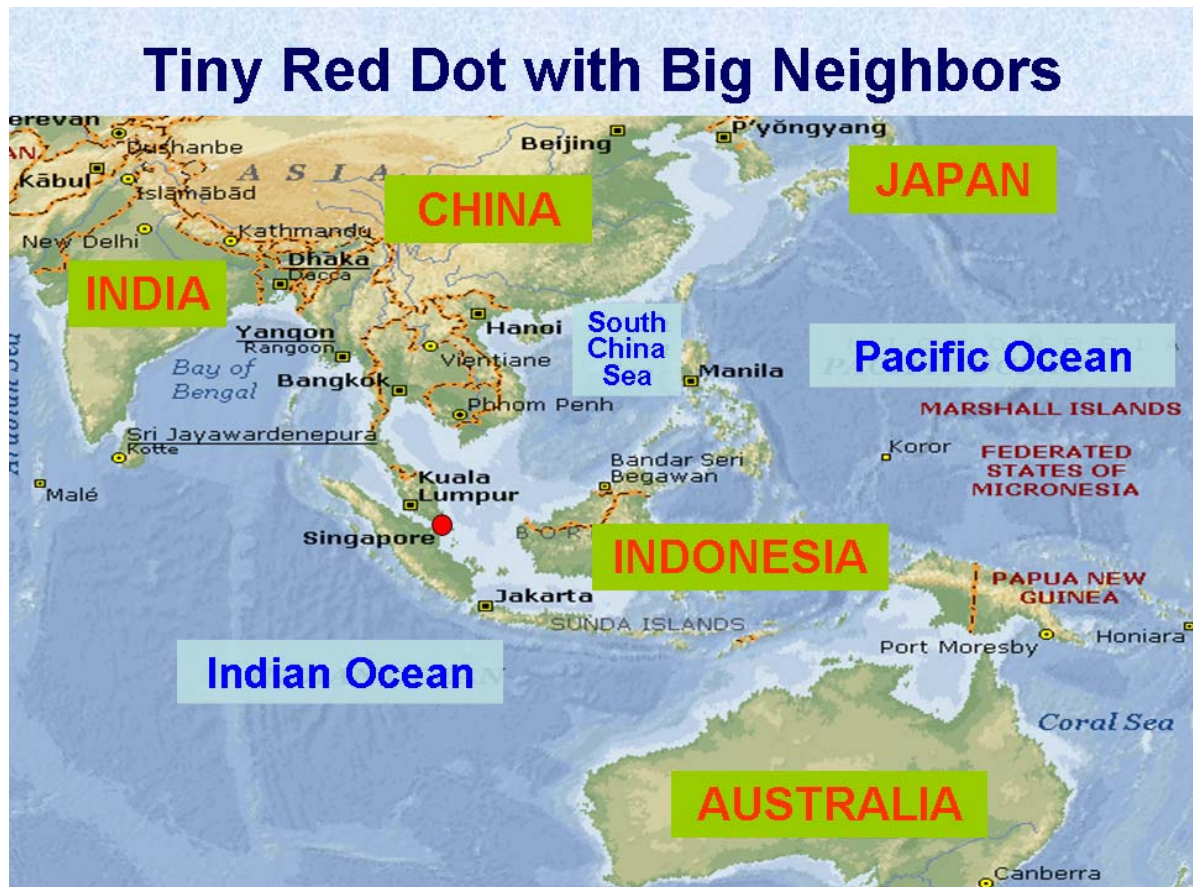 Tiny Red Dot with Big Neighbors
erevan
Dushanbe
Beijing
P'yŏngyang
AN
Kābul
Islāmābād
ASIA
CHINA
JAPAN
New Delhi
Kathmandu
Dhaka
Dacca
INDIA
Yangon
Rangoon
Hanoi
South
China
Sea
Pacific Ocean
Bay of
Bengal
Vientiane
Bangkok
Manila
Phnom Penh
MARSHALL ISLANDS
Sri Jayawardenepura
Kotte
Koror
FEDERATED
STATES OF
MICRONESIA
Malé
Kuala
Lumpur
Bandar Seri
Begawan
Singapore
BOR
INDONESIA
Jakarta
SUNDA ISLANDS
PAPUA NEW
GUINEA
Port Moresby
Honiara
Indian Ocean
Coral Sea
AUSTRALIA
Canberra